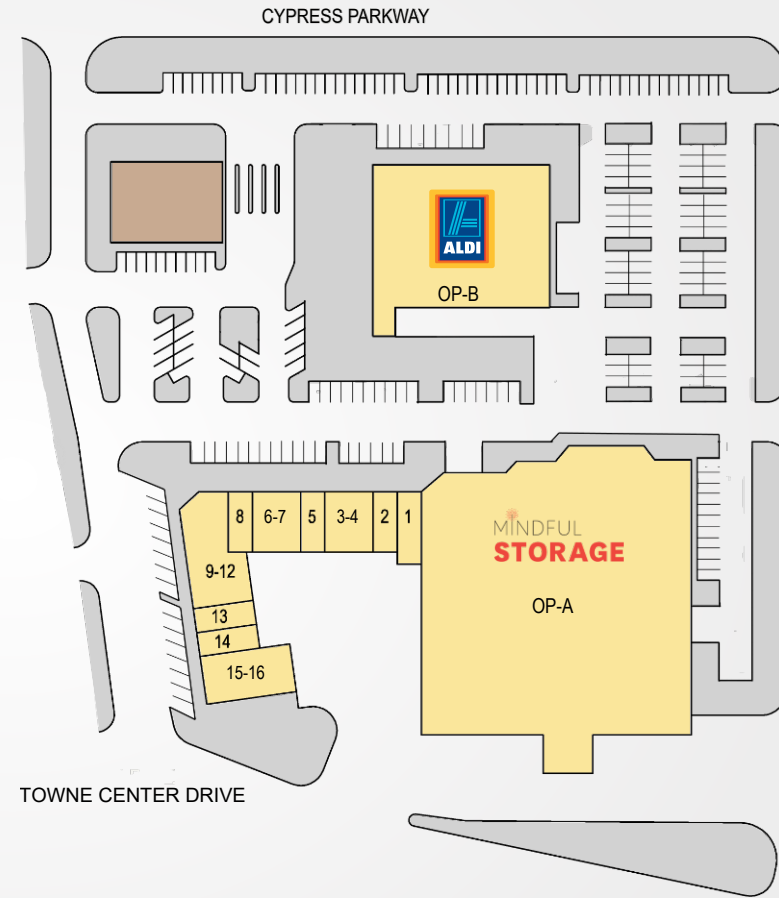 CYPRESS PARKWAY
ALDI
OP-B
8 6-7 5 3-4 2 1
MINDFUL
STORAGE
9-12
OP-A
13
14
15-16
TOWNE CENTER DRIVE